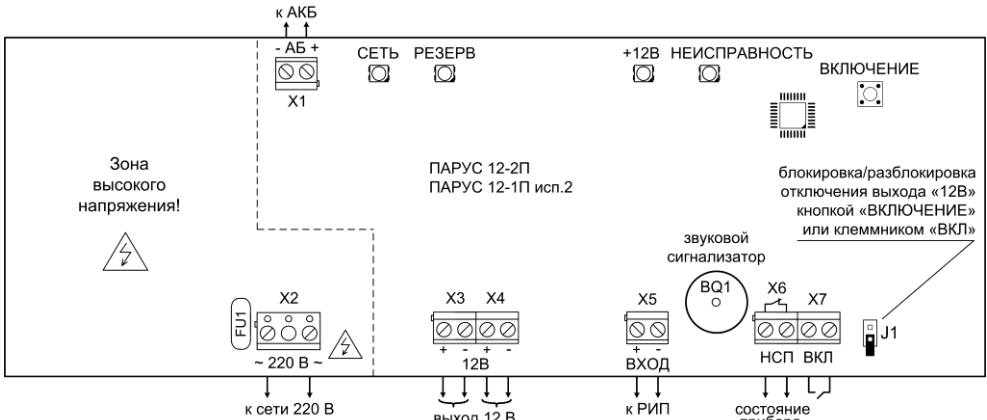 к АКБ
- АБ +
X1
СЕТЬ РЕЗЕРВ
+12В НЕИСПРАВНОСТЬ
ВКЛЮЧЕНИЕ
Зона
высокого
напряжения!
ПАРУС 12-2П
ПАРУС 12-1П исп.2
блокировка/разблокировка
отключения выхода «12В»
кнопкой «ВКЛЮЧЕНИЕ»
или клеммником «ВКЛ»
звуковой
сигнализатор
BQ1
FU1
X2
~ 220 В ~
X3 X4
+ - + -
12В
X5
+ -
ВХОД
X6 X7
НСП ВКЛ
J1
к сети 220 В
выход 12 В
к РИП
состояние
прибора